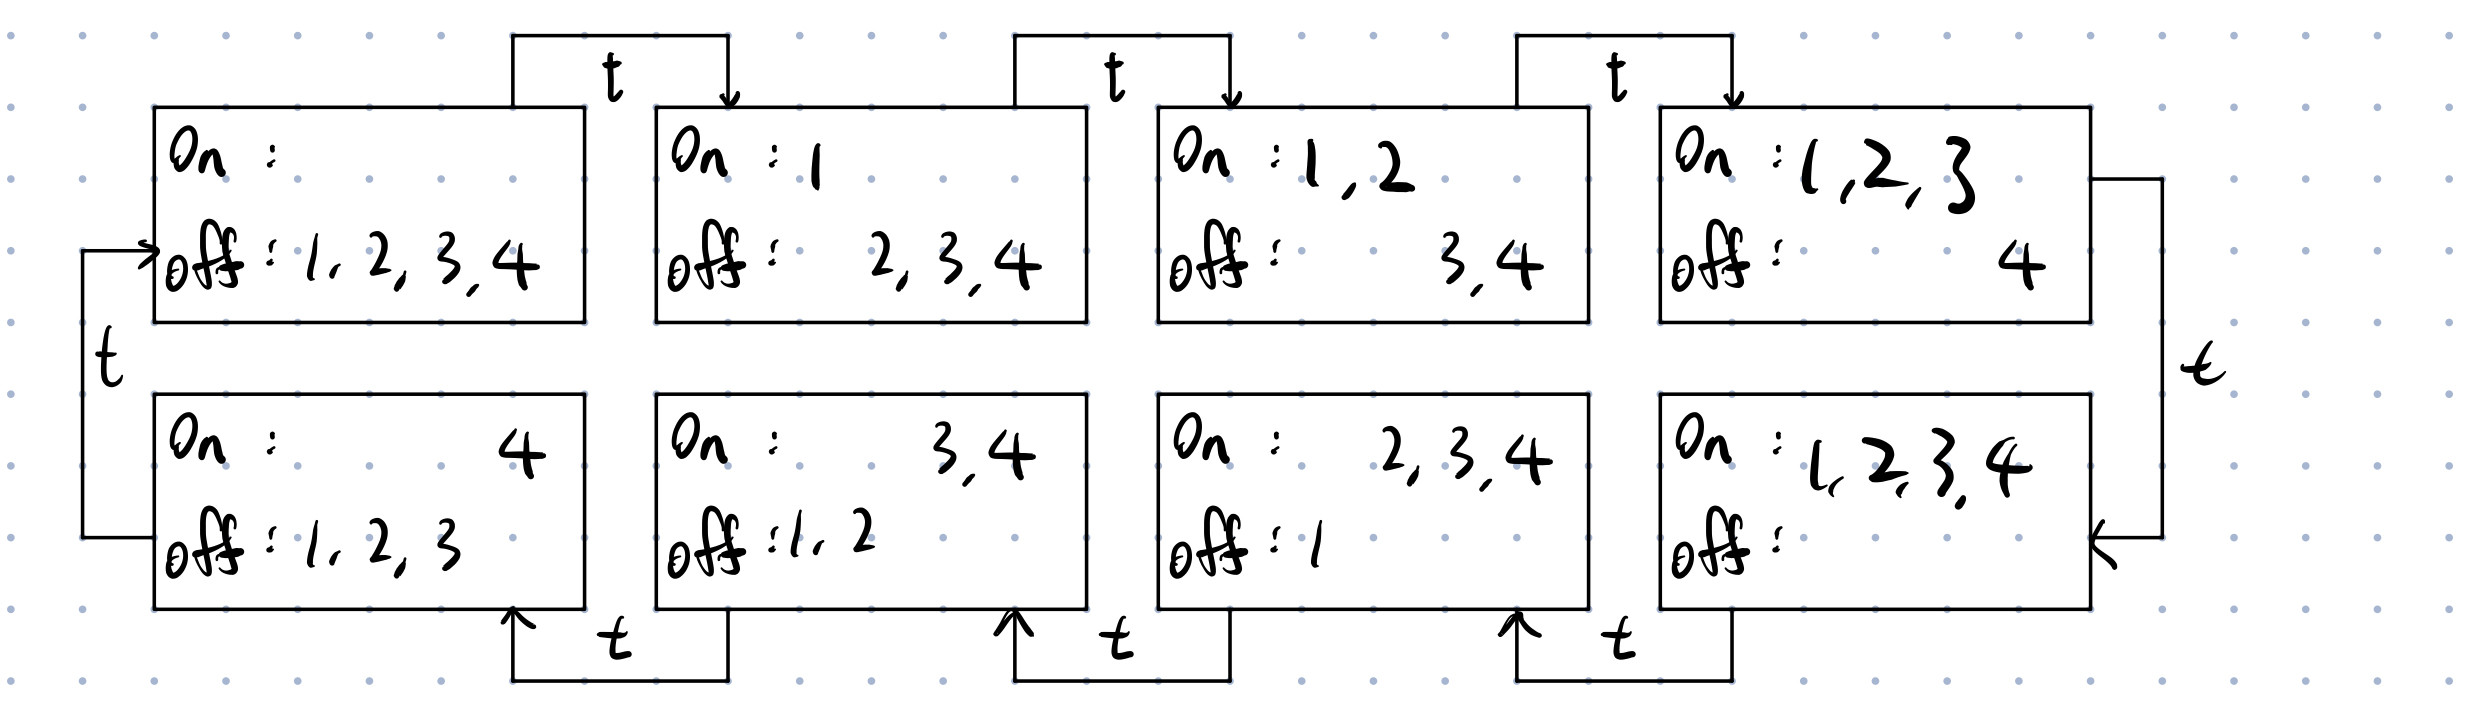 t
t
t
On :
Off : 1, 2, 3, 4
On : 1
Off : 2, 3, 4
On : 1, 2
Off : 3, 4
On : 1, 2, 3
Off : 4
t
t
On : 4
Off : 1, 2, 3
On : 3, 4
Off : 1, 2
On : 2, 3, 4
Off : 1
On : 1, 2, 3, 4
Off :
t
t
t